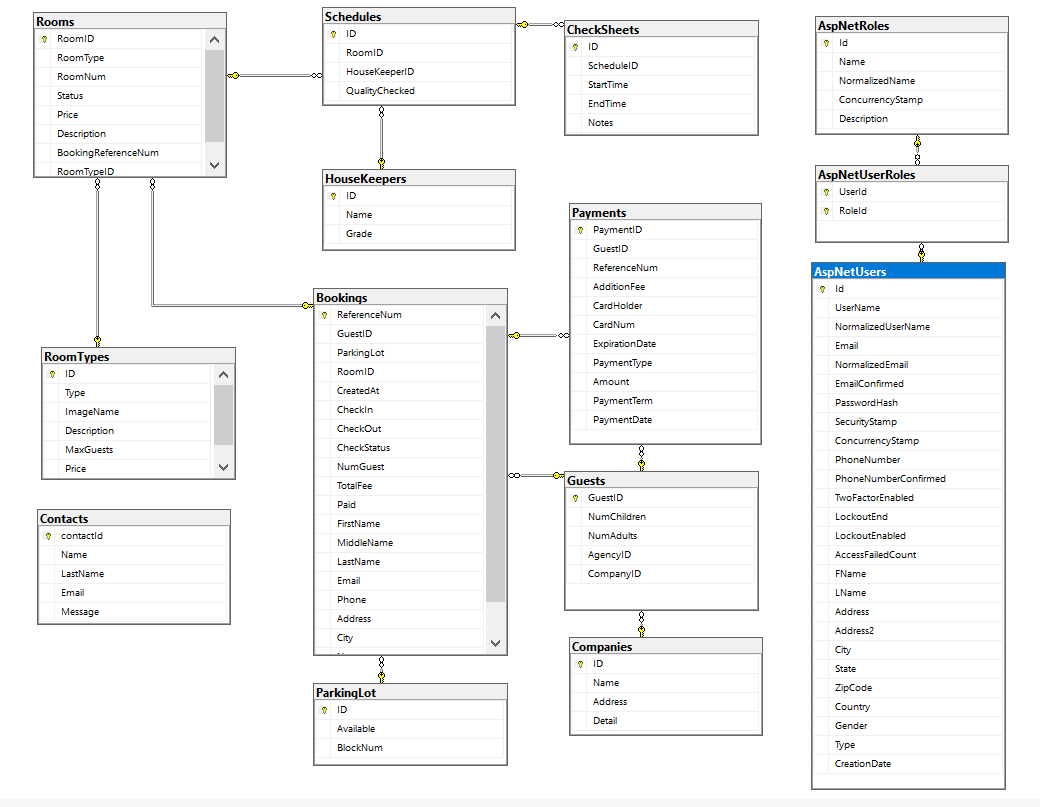 Rooms
RoomID
RoomType
RoomNum
Status
Price
Description
BookingReferenceNum
RoomTypeID
Schedules
ID
RoomID
HouseKeeperID
QualityChecked
CheckSheets
ID
ScheduleID
StartTime
EndTime
Notes
AspNetRoles
Id
Name
NormalizedName
ConcurrencyStamp
Description
HouseKeepers
ID
Name
Grade
AspNetUserRoles
UserId
RoleId
Payments
PaymentID
GuestID
ReferenceNum
AdditionFee
CardHolder
CardNum
ExpirationDate
PaymentType
Amount
PaymentTerm
PaymentDate
AspNetUsers
Id
UserName
NormalizedUserName
Email
NormalizedEmail
EmailConfirmed
PasswordHash
SecurityStamp
ConcurrencyStamp
PhoneNumber
PhoneNumberConfirmed
TwoFactorEnabled
LockoutEnd
LockoutEnabled
AccessFailedCount
FName
LName
Address
Address2
City
State
ZipCode
Country
Gender
Type
CreationDate
Bookings
ReferenceNum
GuestID
ParkingLot
RoomID
CreatedAt
CheckIn
CheckOut
CheckStatus
NumGuest
TotalFee
Paid
FirstName
MiddleName
LastName
Email
Phone
Address
City
RoomTypes
ID
Type
ImageName
Description
MaxGuests
Price
Guests
GuestID
NumChildren
NumAdults
AgencyID
CompanyID
Contacts
contactId
Name
LastName
Email
Message
Companies
ID
Name
Address
Detail
ParkingLot
ID
Available
BlockNum